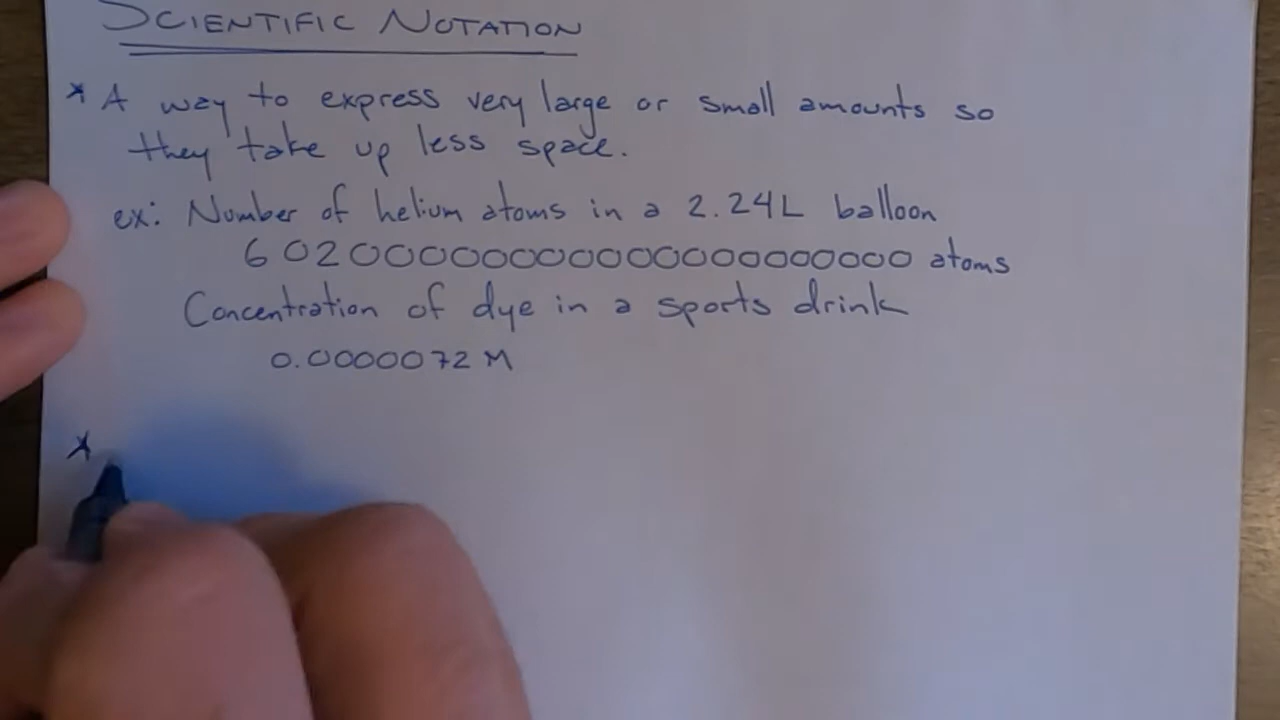 SCIENTIFIC NOTATION
* A way to express very large or small amounts so
they take up less space.
ex: Number of helium atoms in a 2.24L balloon
60200000000000000000000 atoms
Concentration of dye in a sports drink
0.0000072 M
*